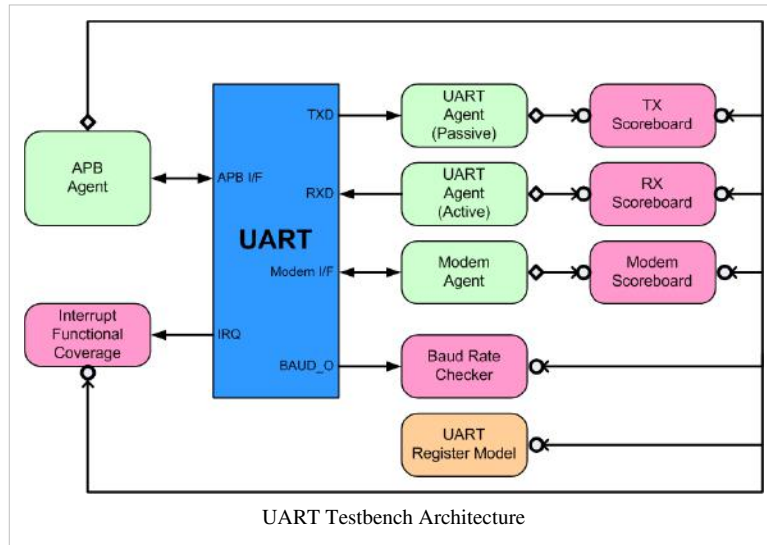 APB
Agent
Interrupt
Functional
Coverage
APB I/F
IRQ
UART
TXD
RXD
Modem I/F
BAUD_O
UART
Agent
(Passive)
TX
Scoreboard
UART
Agent
(Active)
RX
Scoreboard
Modem
Agent
Modem
Scoreboard
Baud Rate
Checker
UART
Register Model
UART Testbench Architecture